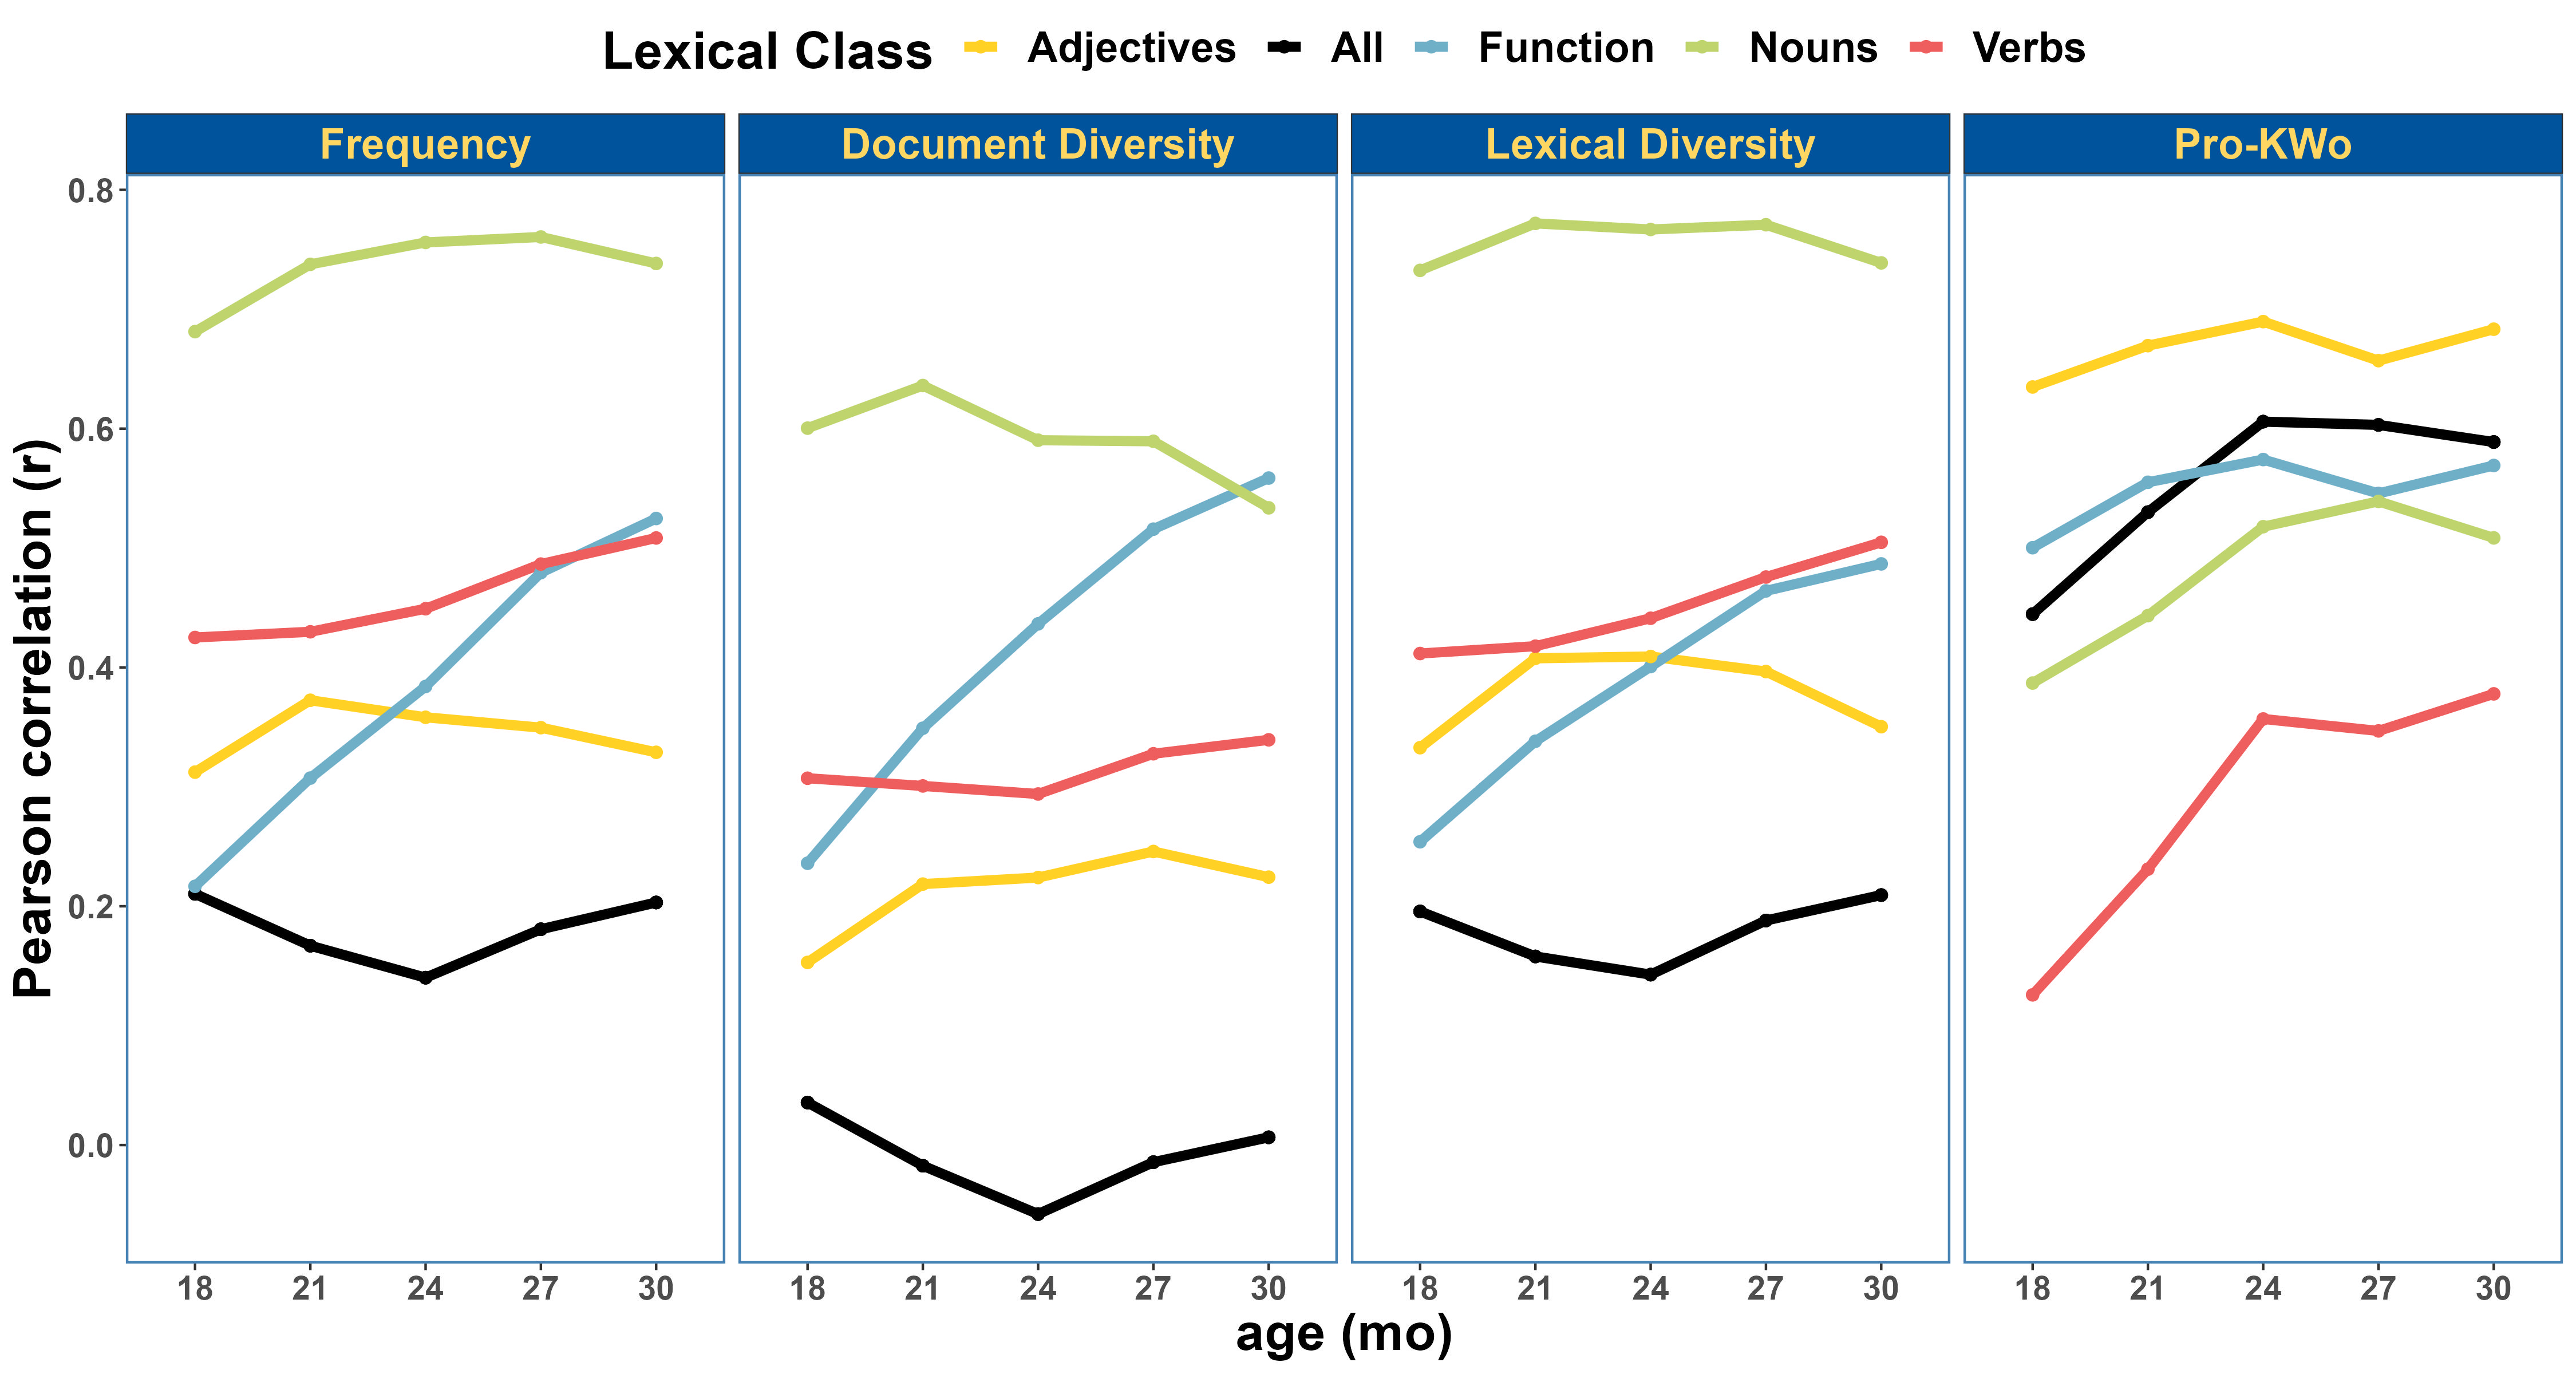 Lexical Class Adjectives All Function Nouns Verbs
Frequency Document Diversity Lexical Diversity Pro-KWo
Pearson correlation (r)
0.8
0.6
0.4
0.2
0.0
18 21 24 27 30 18 21 24 27 30 18 21 24 27 30 18 21 24 27 30
age (mo)